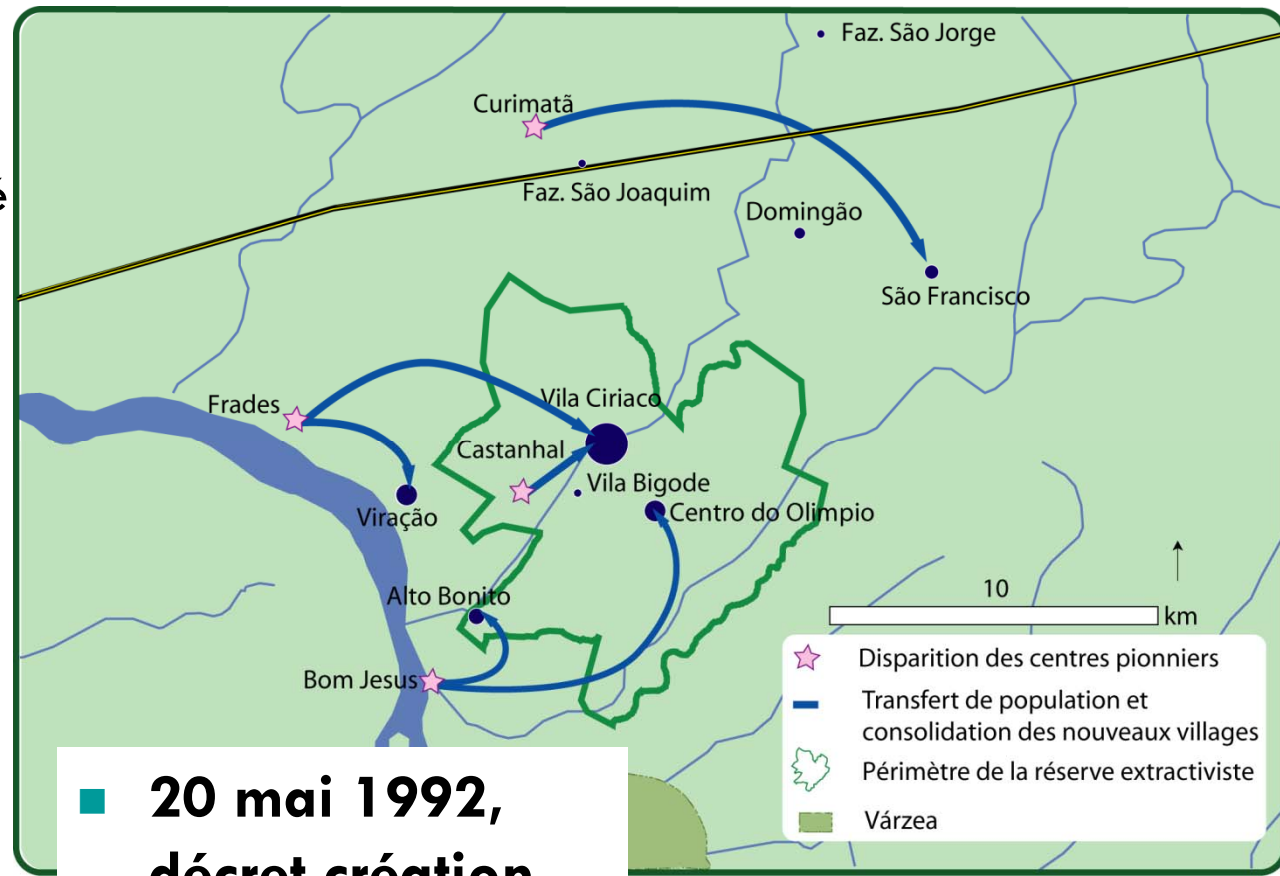 Faz. São Jorge
Curimatã
Faz. São Joaquim
Domingão
São Francisco
Frades
Vila Ciriaco
Castanhal
Vila Bigode
Viração
Centro do Olimpio
Alto Bonito
10
km
Bom Jesus
Disparition des centres pionniers
Transfert de population et
consolidation des nouveaux villages
Périmètre de la réserve extractiviste
Várzea
20 mai 1992,
décret création